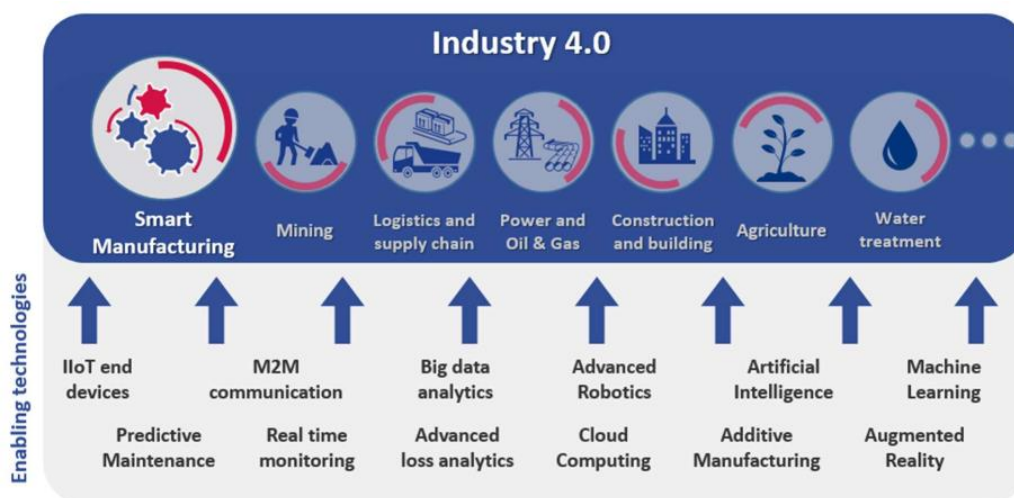 Industry 4.0
Smart
Manufacturing
Mining
Logistics and
supply chain
Power and
Oil & Gas
Construction
and building
Agriculture
Water
treatment
Enabling technologies
IIoT end
devices
M2M
communication
Big data
analytics
Advanced
Robotics
Artificial
Intelligence
Machine
Learning
Predictive
Maintenance
Real time
monitoring
Advanced
loss analytics
Cloud
Computing
Additive
Manufacturing
Augmented
Reality